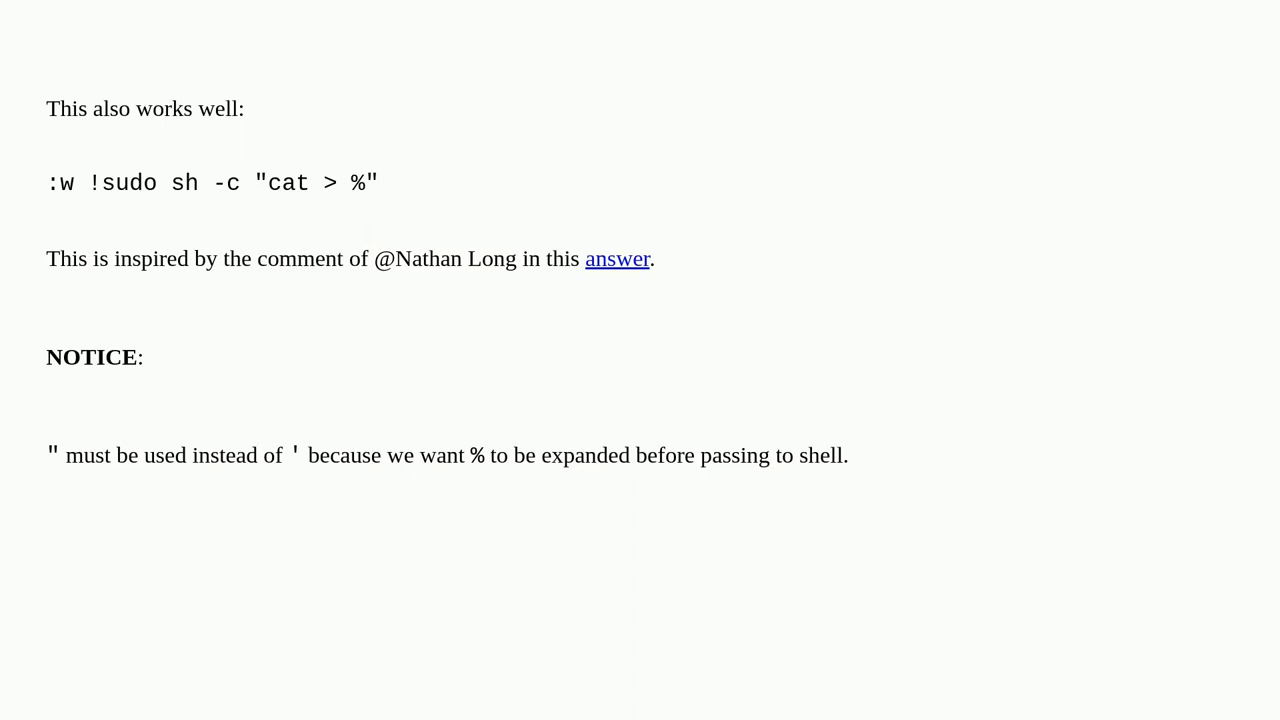 This also works well:
:w !sudo sh -c "cat > %"
This is inspired by the comment of @Nathan Long in this answer.
NOTICE:
" must be used instead of ' because we want % to be expanded before passing to shell.